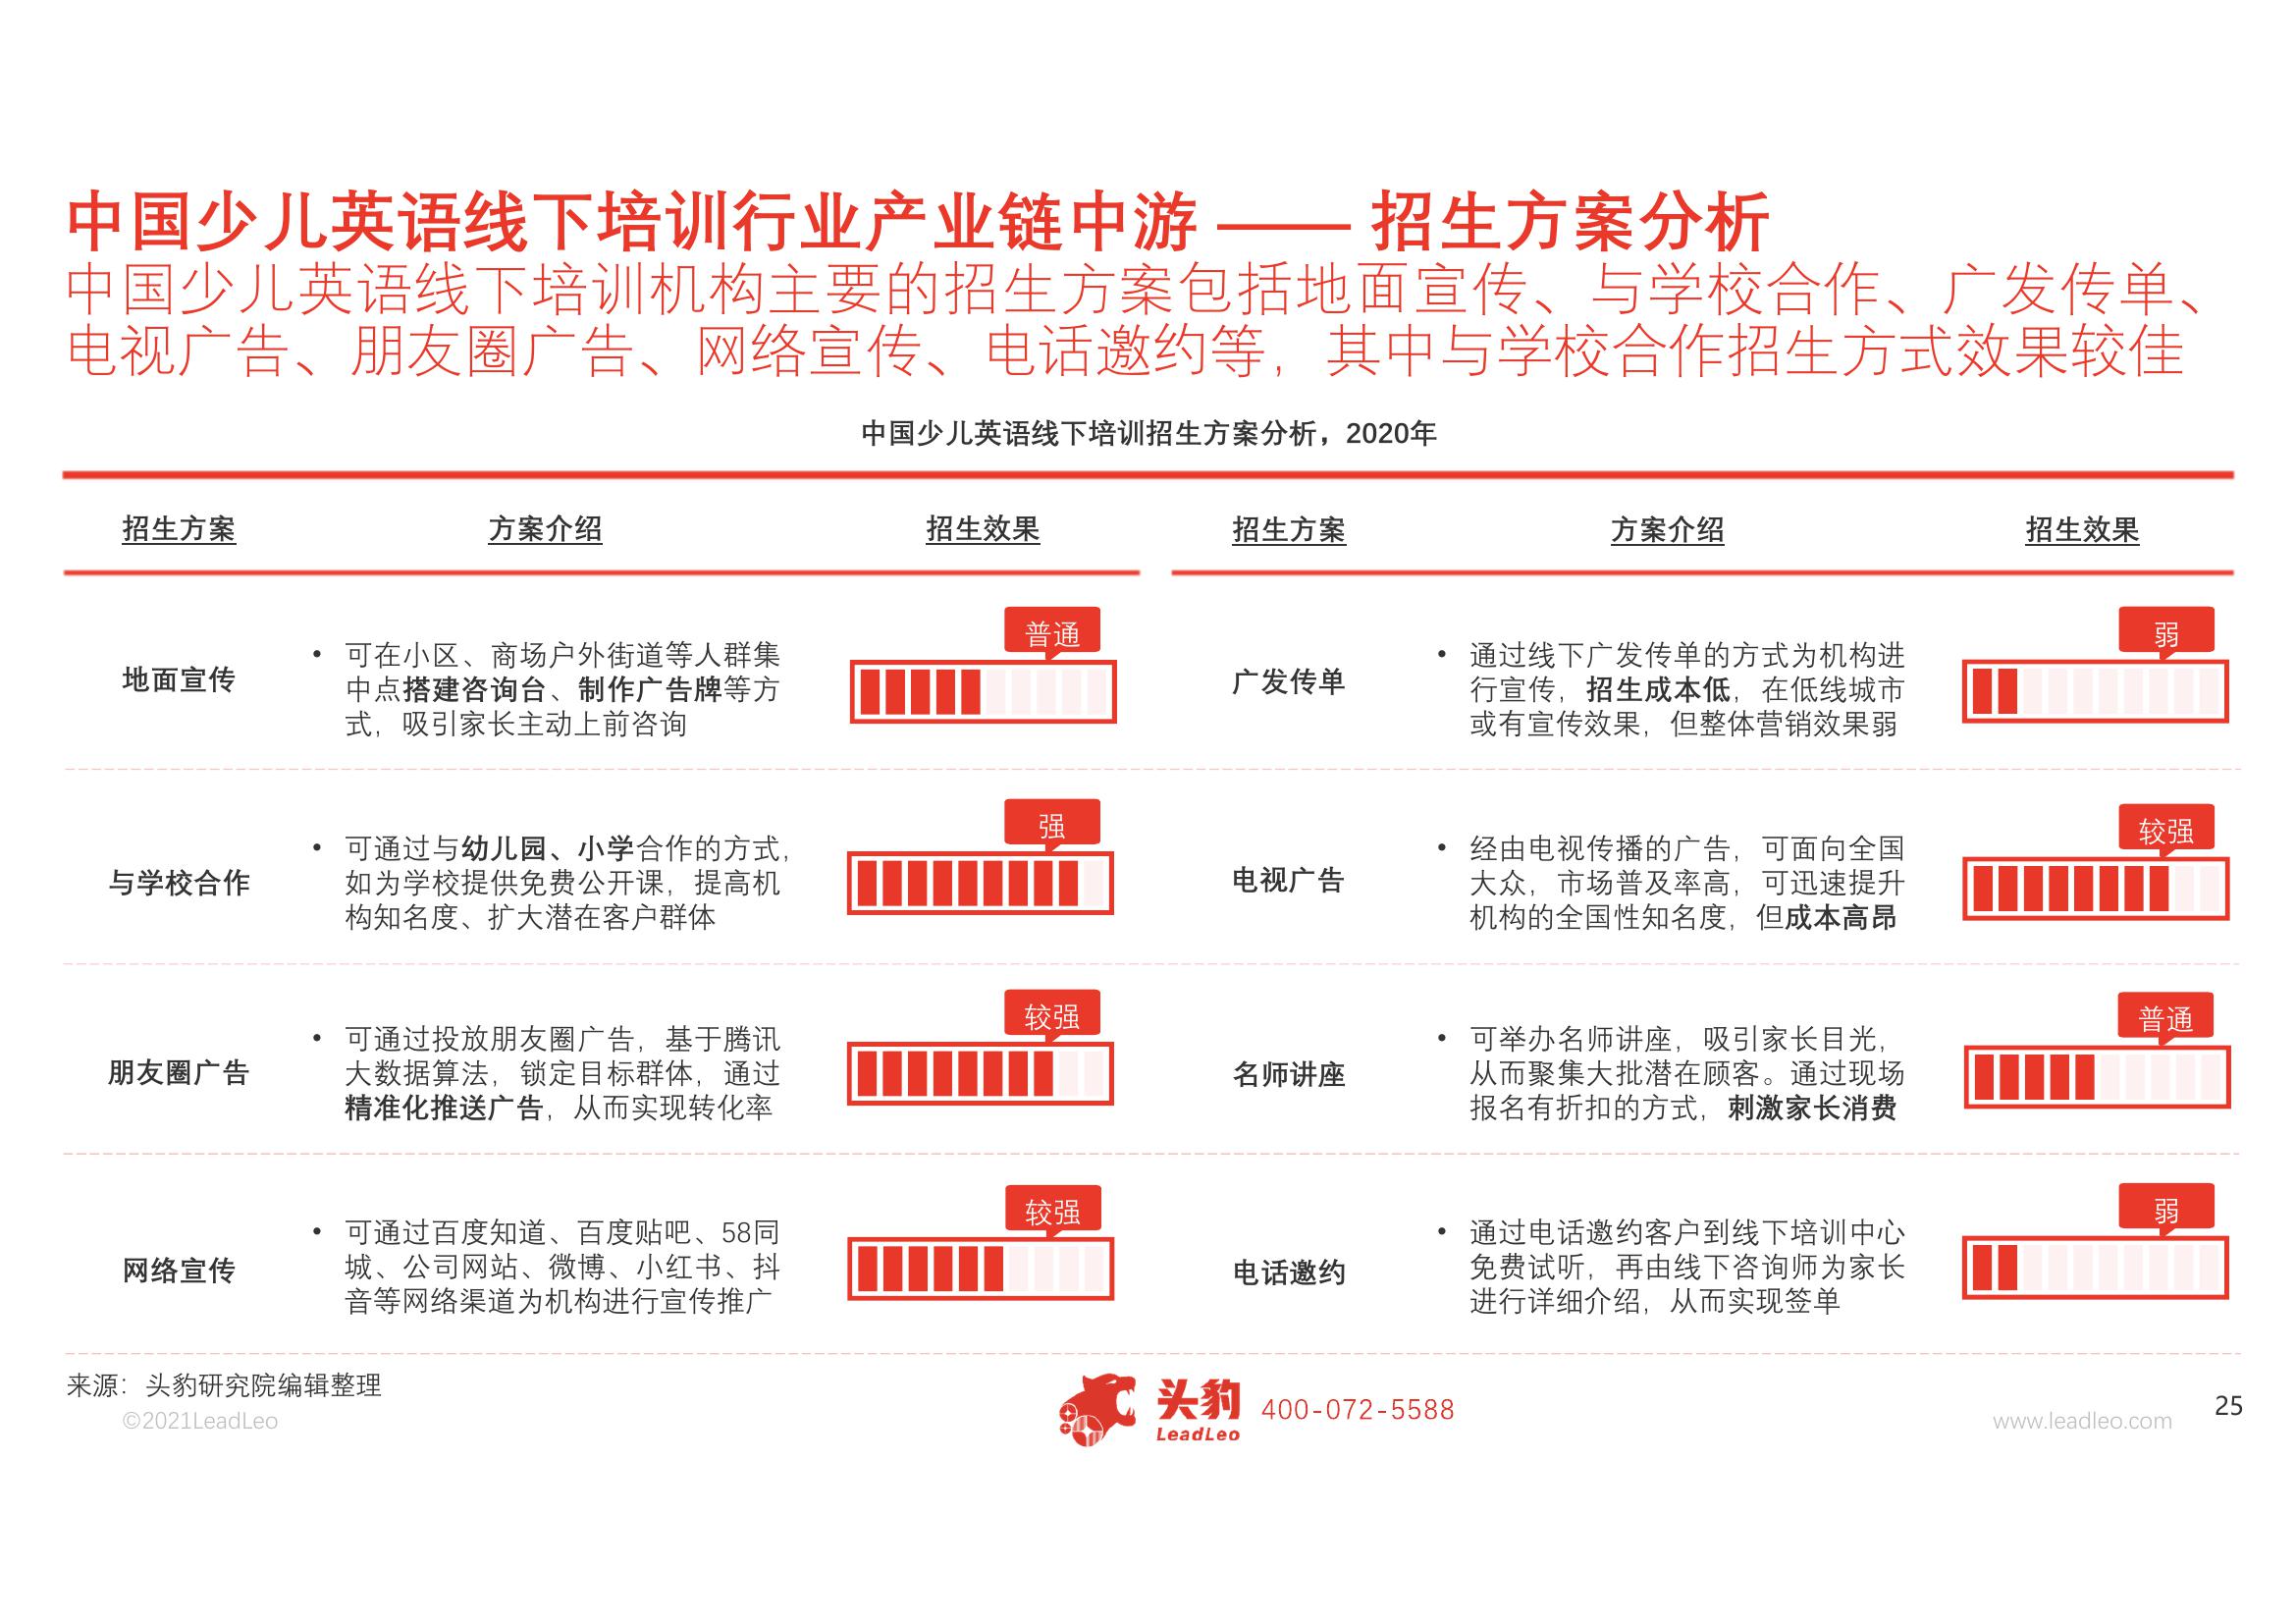 中国少儿英语线下培训行业产业链中游 —— 招生方案分析
中国少儿英语线下培训机构主要的招生方案包括地面宣传、与学校合作、广发传单、
电视广告、朋友圈广告、网络宣传、电话邀约等，其中与学校合作招生方式效果较佳
中国少儿英语线下培训招生方案分析，2020年
招生方案 方案介绍 招生效果 招生方案 方案介绍 招生效果
地面宣传
• 可在小区、商场户外街道等人群集
中点搭建咨询台、制作广告牌等方
式，吸引家长主动上前咨询
普通
广发传单
• 通过线下广发传单的方式为机构进
行宣传，招生成本低，在低线城市
或有宣传效果，但整体营销效果弱
弱
与学校合作
• 可通过与幼儿园、小学合作的方式，
如为学校提供免费公开课，提高机
构知名度、扩大潜在客户群体
强
电视广告
• 经由电视传播的广告，可面向全国
大众，市场普及率高，可迅速提升
机构的全国性知名度，但成本高昂
较强
朋友圈广告
• 可通过投放朋友圈广告，基于腾讯
大数据算法，锁定目标群体，通过
精准化推送广告，从而实现转化率
较强
名师讲座
• 可举办名师讲座，吸引家长目光，
从而聚集大批潜在顾客。通过现场
报名有折扣的方式，刺激家长消费
普通
网络宣传
• 可通过百度知道、百度贴吧、58同
城、公司网站、微博、小红书、抖
音等网络渠道为机构进行宣传推广
较强
电话邀约
• 通过电话邀约客户到线下培训中心
免费试听，再由线下咨询师为家长
进行详细介绍，从而实现签单
弱
来源：头豹研究院编辑整理
©2021LeadLeo
头豹
LeadLeo
400-072-5588
www.leadleo.com
25